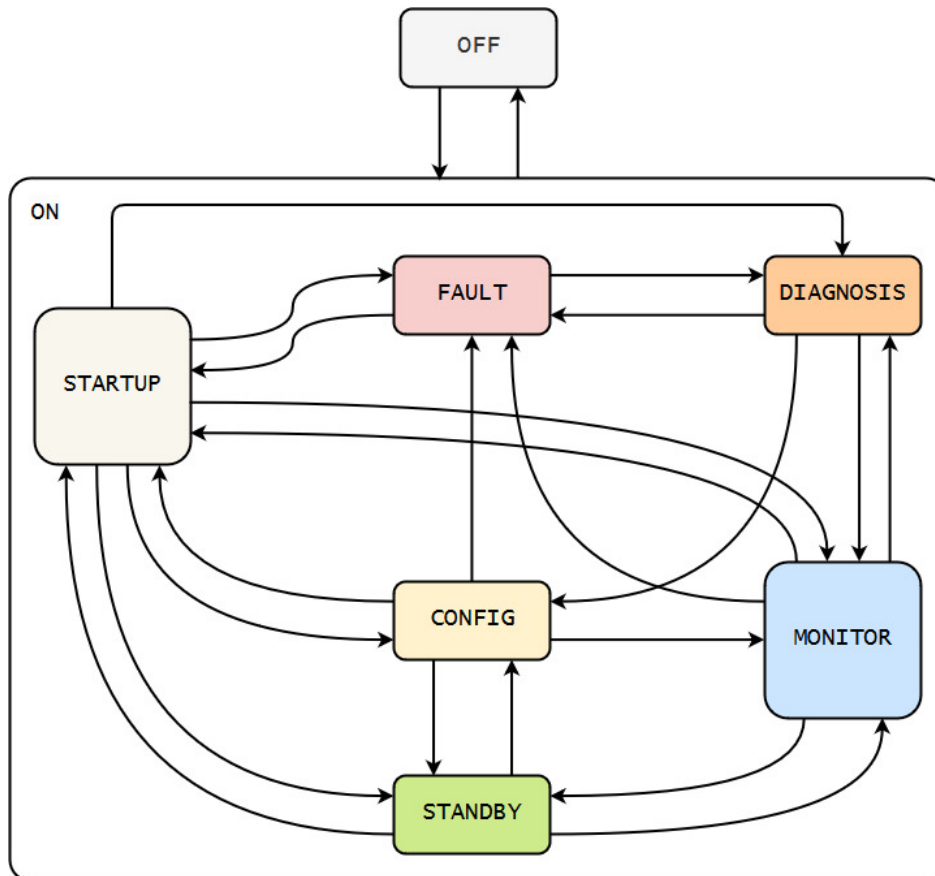 OFF
ON
FAULT
DIAGNOSIS
STARTUP
CONFIG
MONITOR
STANDBY